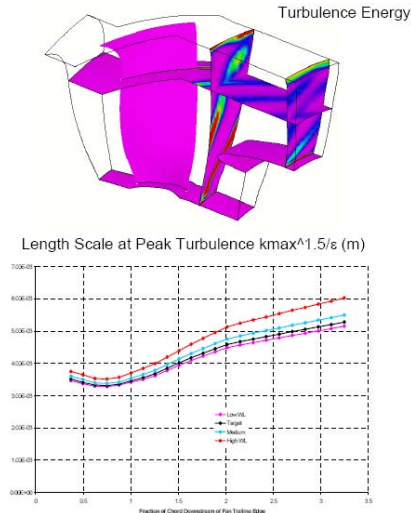 Turbulence Energy
Length Scale at Peak Turbulence kmax^1.5/ε (m)
7.00E-03
6.00E-03
5.00E-03
4.00E-03
3.00E-03
2.00E-03
1.00E-03
0.00E+00
Low WL
Target
Medium
High WL
0 0.5 1 1.5 2 2.5 3 3.5
Fraction of Chord Downstream of Fan Trailing Edge